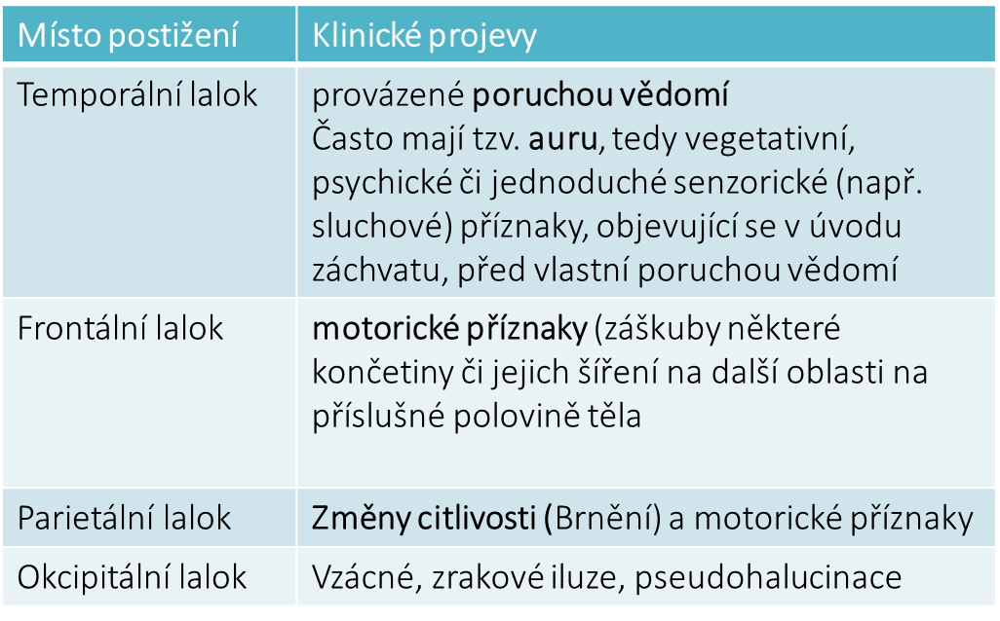 Místo postižení
Klinické projevy
Temporální lalok
provázené poruchou vědomí
Často mají tzv. auru, tedy vegetativní,
psychické či jednoduché senzorické (např.
sluchové) příznaky, objevující se v úvodu
záchvatu, před vlastní poruchou vědomí
Frontální lalok
motorické příznaky (záškuby některé
končetiny či jejich šíření na další oblasti na
příslušné polovině těla
Parietální lalok
Změny citlivosti (Brnění) a motorické příznaky
Okcipitální lalok
Vzácné, zrakové iluze, pseudohalucinace